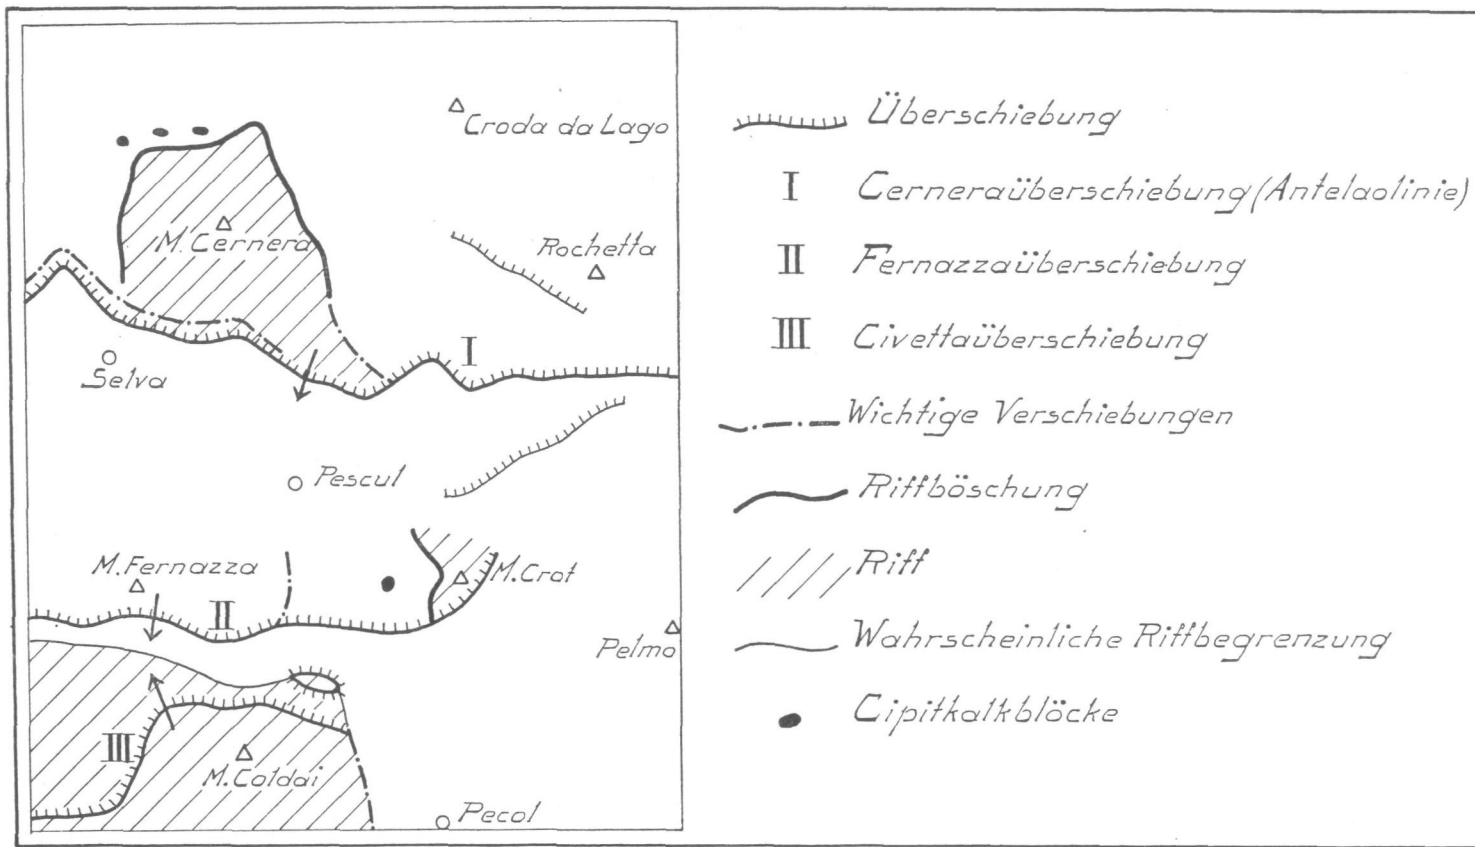 Croda da Lago
M. Cernera
Rochetta
I
Selva
Pescul
M. Fernazza
II
M. Crot
Pelmo
III
M. Coldai
Pecol
Überschiebung
I Cerneraüberschiebung (Antelaolinie)
II Fernazzaüberschiebung
III Civettaüberschiebung
Wichtige Verschiebungen
Riffböschung
Riff
Wahrscheinliche Riffbegrenzung
Cipitkalkblöcke